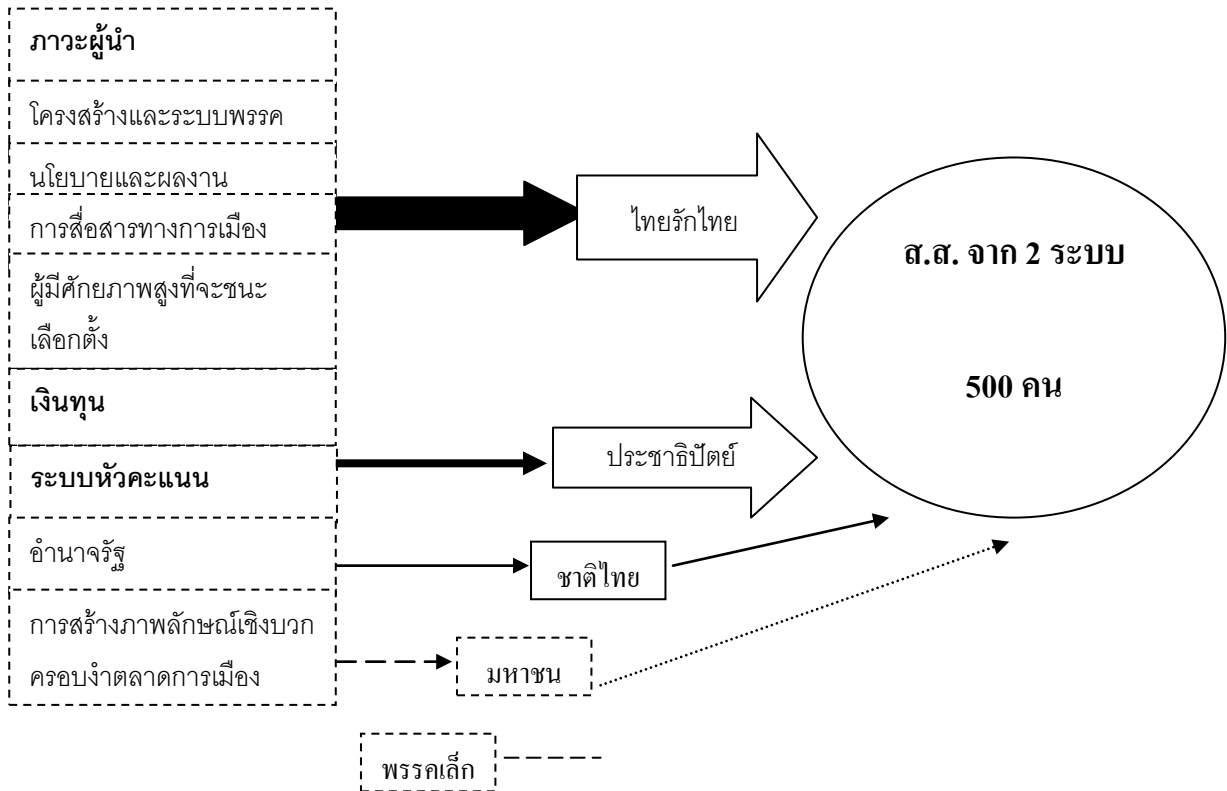 ภาวะผู้นำ
โครงสร้างและระบบพรรค
นโยบายและผลงาน
การสื่อสารทางการเมือง
ผู้มีศักยภาพสูงที่จะชนะ
เลือกตั้ง
เงินทุน
ระบบหัวคะแนน
อำนาจรัฐ
การสร้างภาพลักษณ์เชิงบวก
ครอบงำตลาดการเมือง
ไทยรักไทย
ประชาธิปัตย์
ชาติไทย
มหาชน
พรรคเล็ก
ส.ส. จาก 2 ระบบ
500 คน